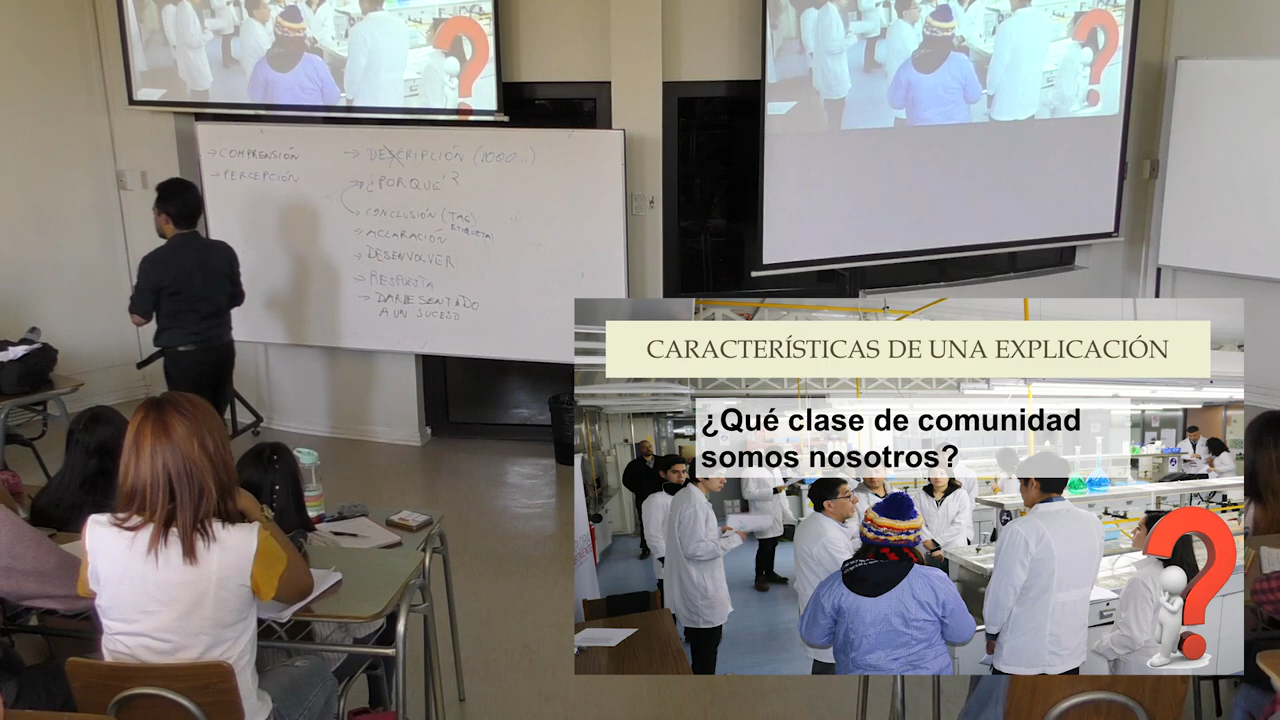 → COMPRENSIÓN
→ PERCEPCIÓN
→ DESCRIPCIÓN (1000...)
→ ¿PORQUÉ?
→ CONCLUSIÓN (TAG
ETIQUETA)
→ ACLARACIÓN
→ DESENVOLVER
→ RESPUESTA
→ DARLE SENTIDO
A UN SUCESO
CARACTERÍSTICAS DE UNA EXPLICACIÓN
¿Qué clase de comunidad
somos nosotros?